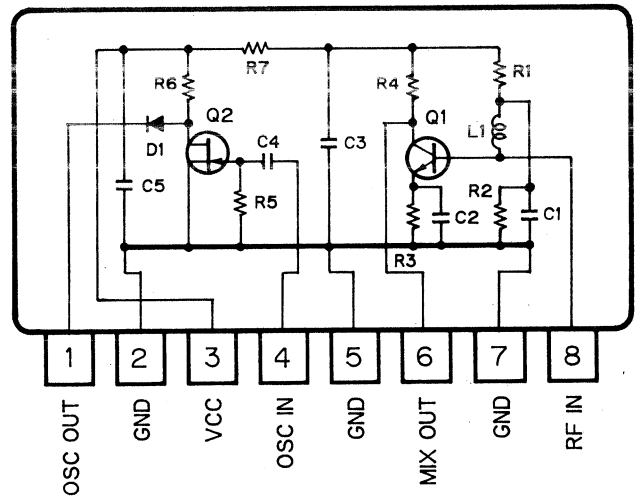 R7
R6
R4
R1
Q2
Q1
D1
C4
C3
L1
C5
R5
R2
C2
C1
R3
1 2 3 4 5 6 7 8
OSC OUT
GND
VCC
OSC IN
GND
MIX OUT
GND
RF IN